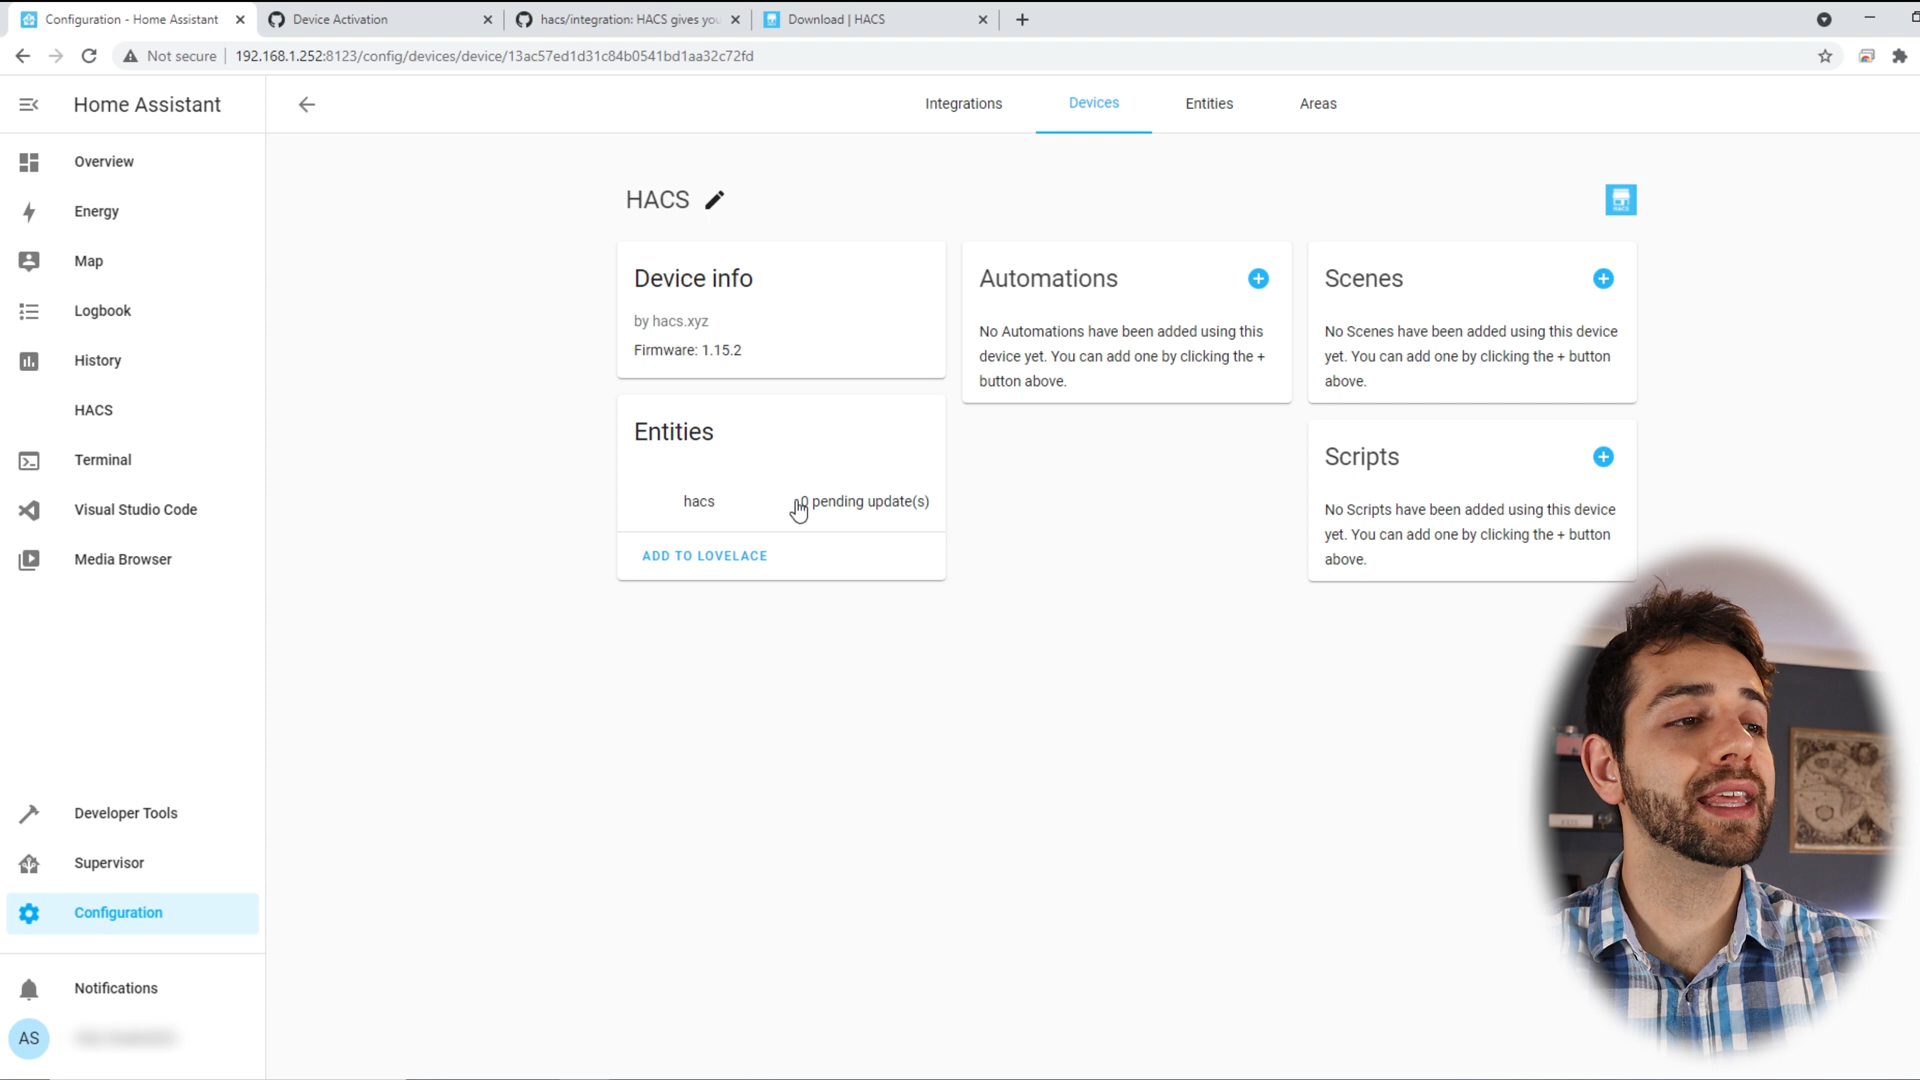 Configuration - Home Assistant
Device Activation
hacs/integration: HACS gives you
Download | HACS
Not secure
192.168.1.252:8123/config/devices/device/13ac57ed1d31c84b0541bd1aa32c72fd
Home Assistant
Integrations
Devices
Entities
Areas
Overview
Energy
Map
Logbook
History
HACS
Terminal
Visual Studio Code
Media Browser
Developer Tools
Supervisor
Configuration
Notifications
AS
HACS
HACS
Device info
by hacs.xyz
Firmware: 1.15.2
Entities
hacs
0 pending update(s)
ADD TO LOVELACE
Automations
No Automations have been added using this
device yet. You can add one by clicking the +
button above.
Scenes
No Scenes have been added using this device
yet. You can add one by clicking the + button
above.
Scripts
No Scripts have been added using this device
yet. You can add one by clicking the + button
above.